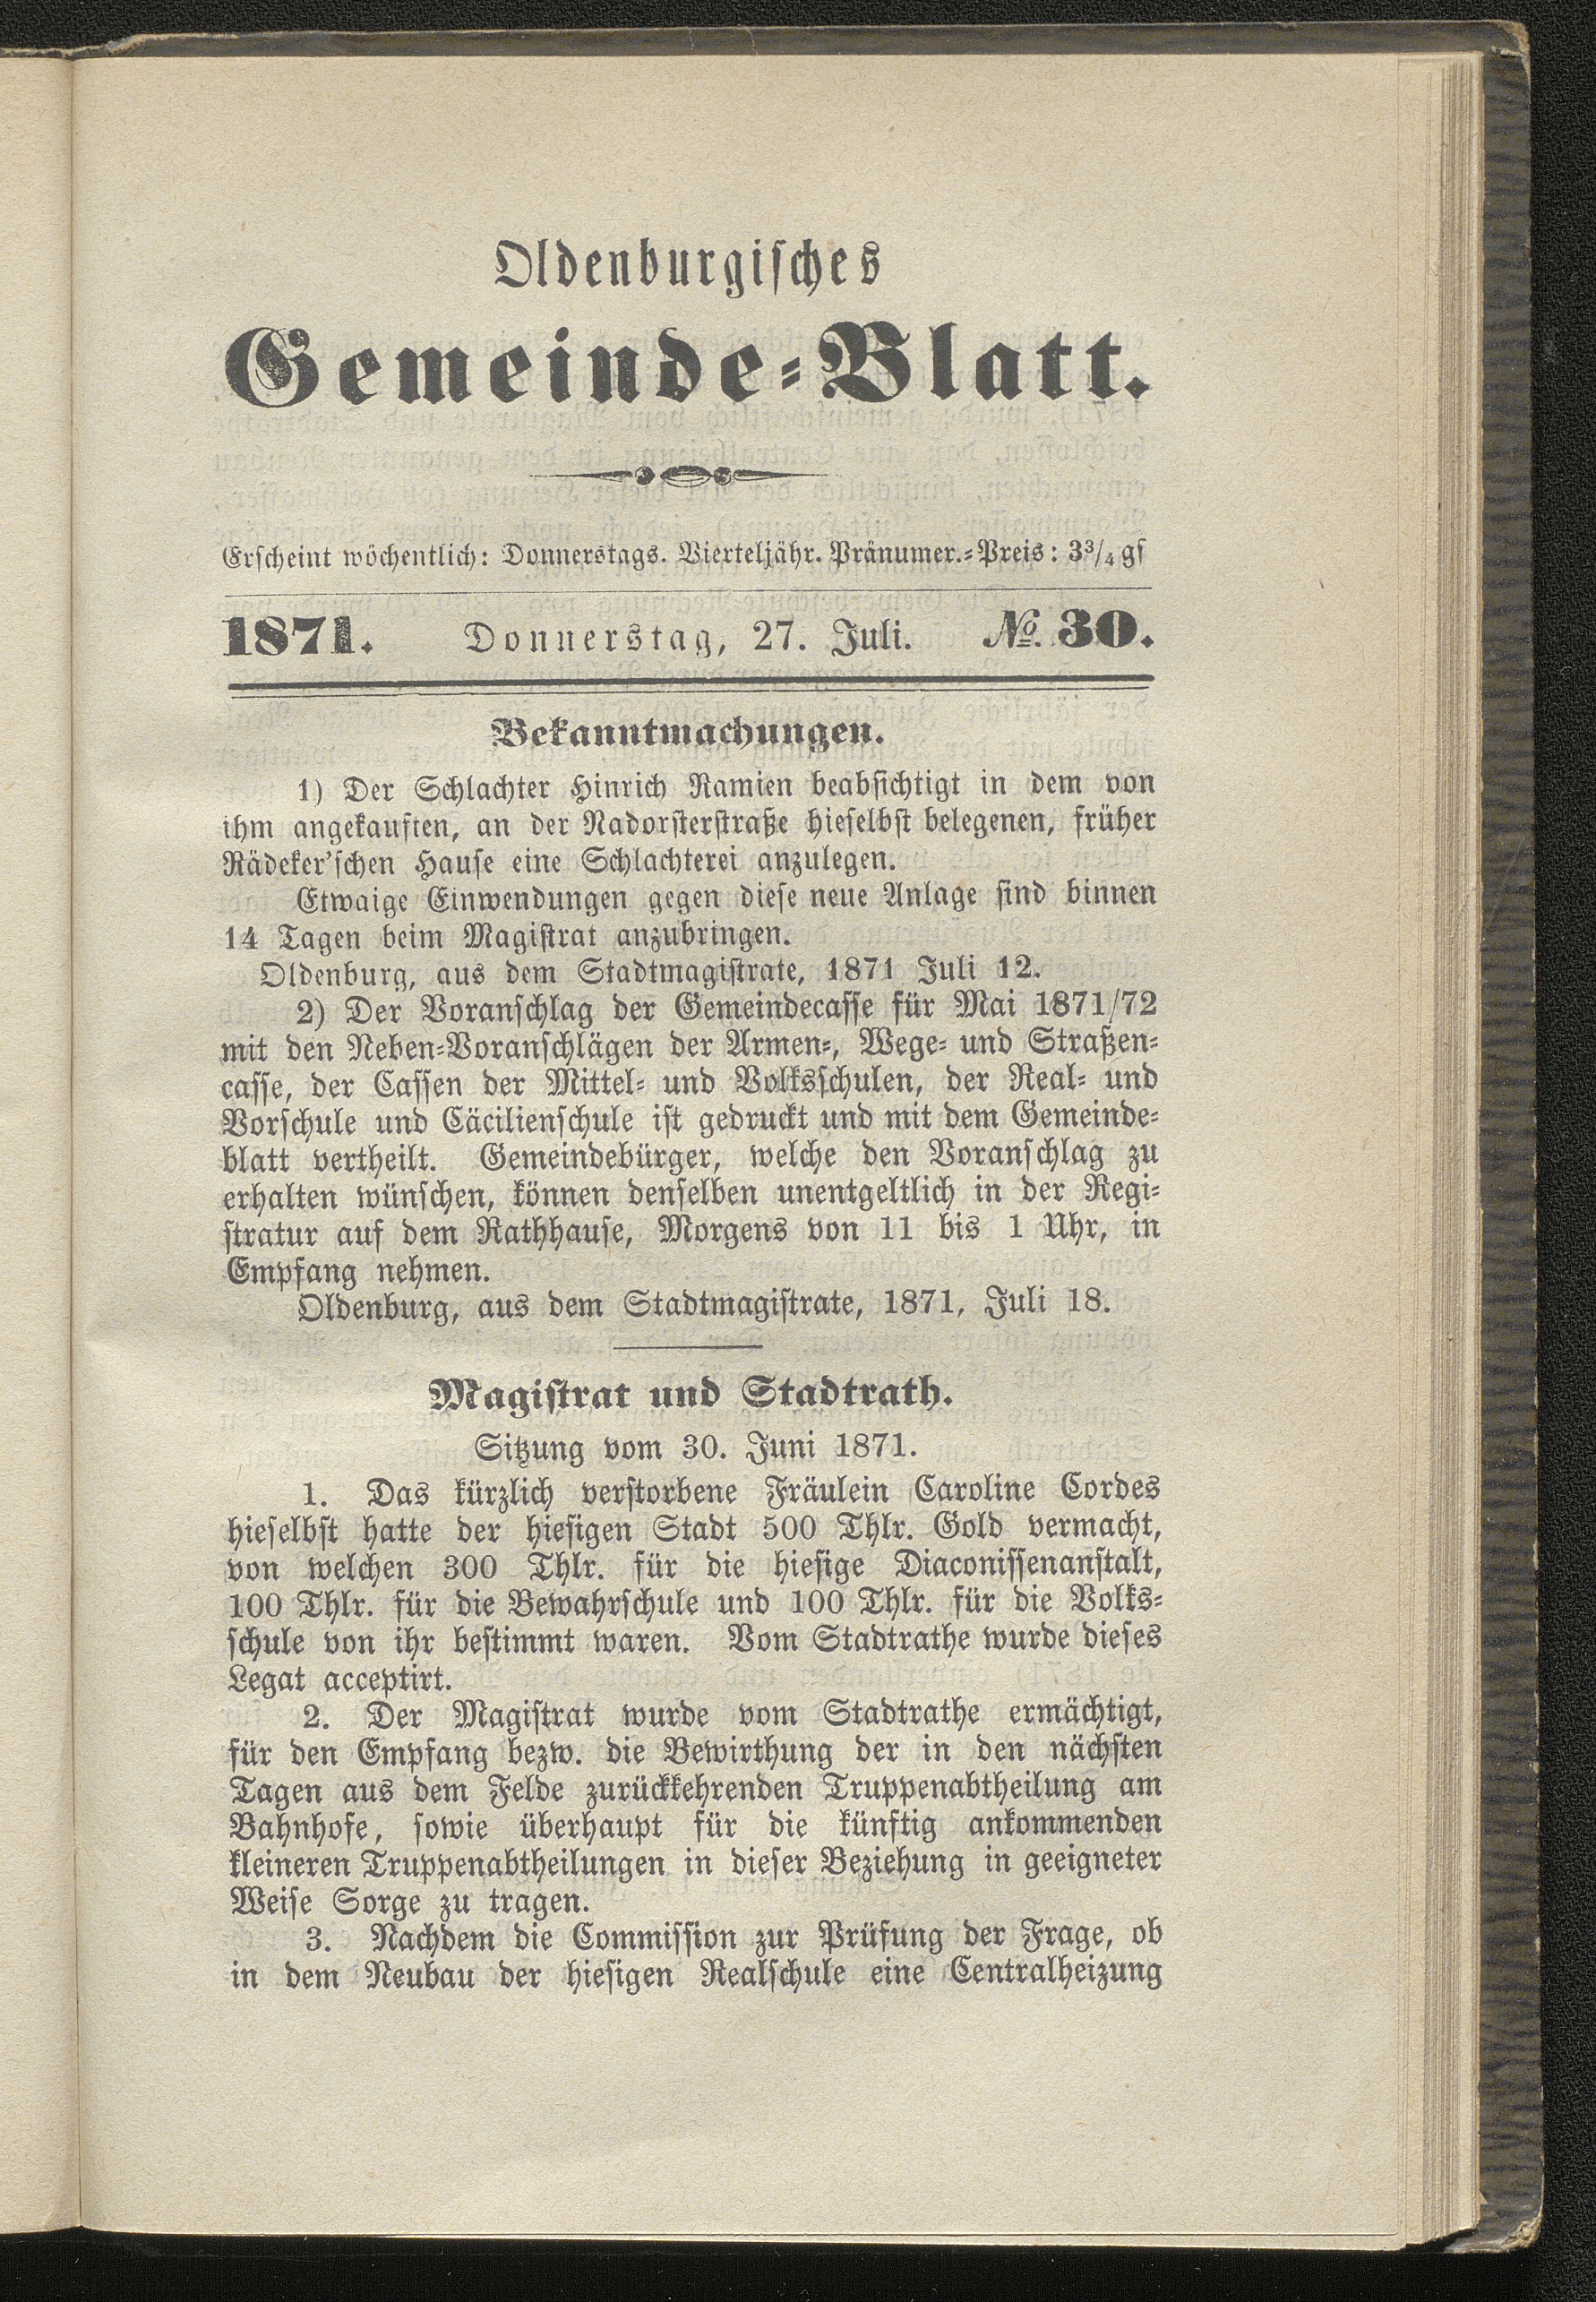 Oldenburgisches
Gemeinde-Blatt.
Erscheint wöchentlich: Donnerstags. Vierteljähr. Pränumer.-Preis: 3¾ gs
1871. Donnerstag, 27. Juli. №. 30.
Bekanntmachungen.
1) Der Schlachter Hinrich Ramien beabsichtigt in dem von
ihm angekauften, an der Nadorsterstraße hieselbst belegenen, früher
Rädeker'schen Hause eine Schlachterei anzulegen.
Etwaige Einwendungen gegen diese neue Anlage sind binnen
14 Tagen beim Magistrat anzubringen.
Oldenburg, aus dem Stadtmagistrate, 1871 Juli 12.
2) Der Voranschlag der Gemeindecasse für Mai 1871/72
mit den Neben-Voranschlägen der Armen-, Wege- und Straßen-
casse, der Cassen der Mittel- und Volksschulen, der Real- und
Vorschule und Cäcilienschule ist gedruckt und mit dem Gemeinde-
blatt vertheilt. Gemeindebürger, welche den Voranschlag zu
erhalten wünschen, können denselben unentgeltlich in der Regi-
stratur auf dem Rathhause, Morgens von 11 bis 1 Uhr, in
Empfang nehmen.
Oldenburg, aus dem Stadtmagistrate, 1871, Juli 18.
Magistrat und Stadtrath.
Sitzung vom 30. Juni 1871.
1. Das kürzlich verstorbene Fräulein Caroline Cordes
hieselbst hatte der hiesigen Stadt 500 Thlr. Gold vermacht,
von welchen 300 Thlr. für die hiesige Diaconissenanstalt,
100 Thlr. für die Bewahrschule und 100 Thlr. für die Volks-
schule von ihr bestimmt waren. Vom Stadtrathe wurde dieses
Legat acceptirt.
2. Der Magistrat wurde vom Stadtrathe ermächtigt,
für den Empfang bezw. die Bewirthung der in den nächsten
Tagen aus dem Felde zurückkehrenden Truppenabtheilung am
Bahnhofe, sowie überhaupt für die künftig ankommenden
kleineren Truppenabtheilungen in dieser Beziehung in geeigneter
Weise Sorge zu tragen.
3. Nachdem die Commission zur Prüfung der Frage, ob
in dem Neubau der hiesigen Realschule eine Centralheizung